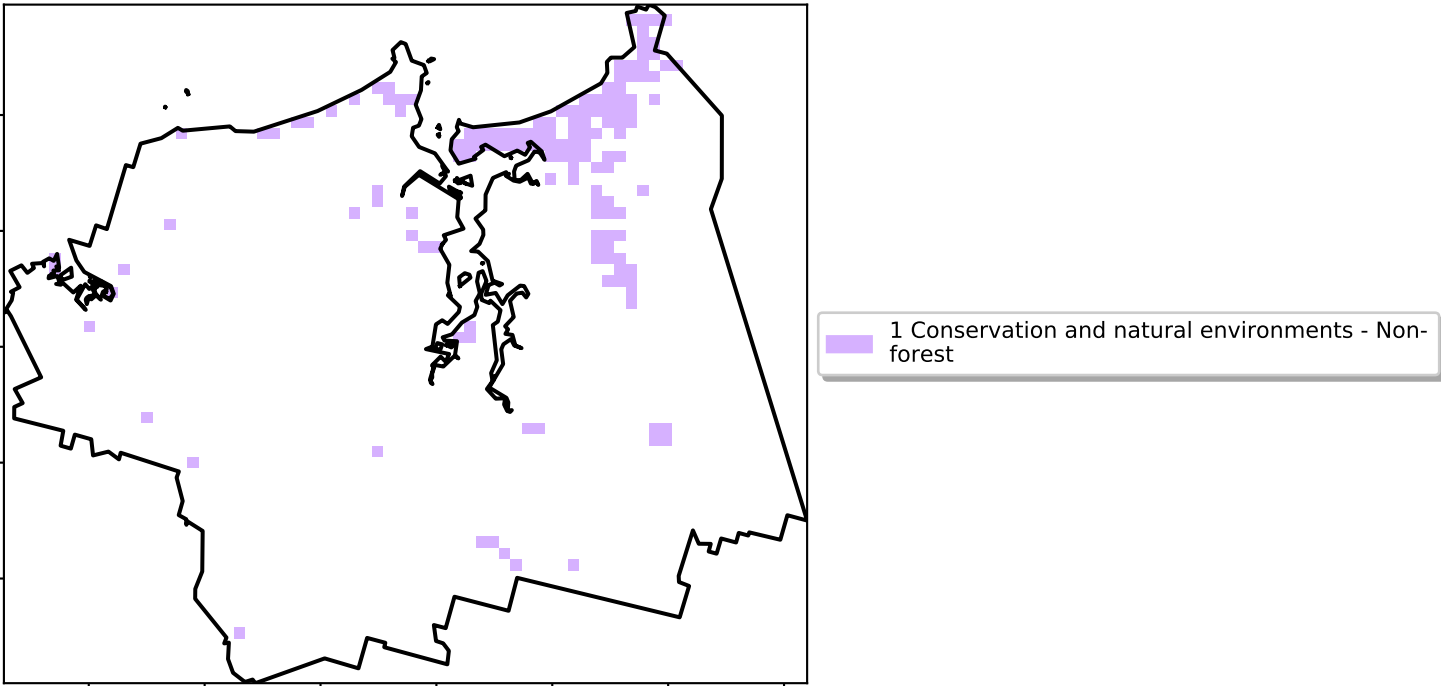 1 Conservation and natural environments - Non-
forest